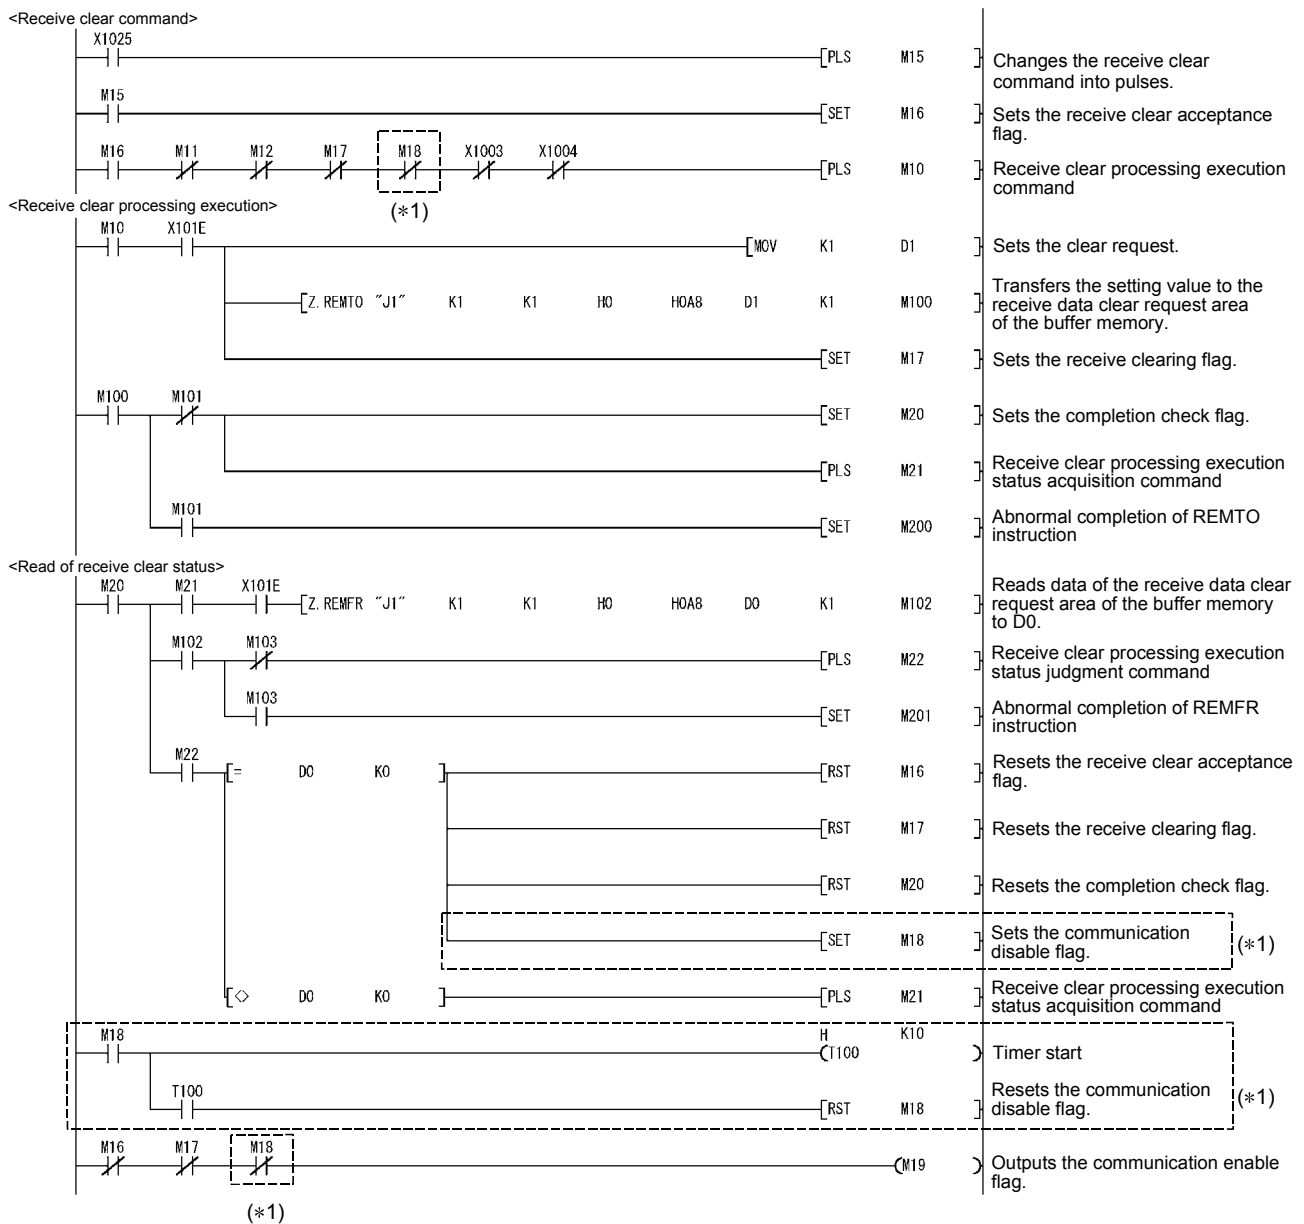 <Receive clear command>
X1025
PLS M15
Changes the receive clear
command into pulses.
M15
SET M16
Sets the receive clear acceptance
flag.
M16 M11 M12 M17 M18 X1003 X1004
PLS M10
Receive clear processing execution
command
(*1)
<Receive clear processing execution>
M10 X101E
MOV K1 D1
Sets the clear request.
Z.REMTO "J1" K1 K1 H0 H0A8 D1 K1 M100
Transfers the setting value to the
receive data clear request area
of the buffer memory.
SET M17
Sets the receive clearing flag.
M100 M101
SET M20
Sets the completion check flag.
PLS M21
Receive clear processing execution
status acquisition command
M101
SET M200
Abnormal completion of REMTO
instruction
<Read of receive clear status>
M20 M21 X101E
Z.REMFR "J1" K1 K1 H0 H0A8 D0 K1 M102
Reads data of the receive data clear
request area of the buffer memory
to D0.
M102 M103
PLS M22
Receive clear processing execution
status judgment command
M103
SET M201
Abnormal completion of REMFR
instruction
M22
= D0 K0
RST M16
Resets the receive clear acceptance
flag.
RST M17
Resets the receive clearing flag.
RST M20
Resets the completion check flag.
SET M18
Sets the communication
disable flag.
(*1)
<> D0 K0
PLS M21
Receive clear processing execution
status acquisition command
M18
H K10
T100
Timer start
T100
RST M18
Resets the communication
disable flag.
(*1)
M16 M17 M18
M19
Outputs the communication enable
flag.
(*1)